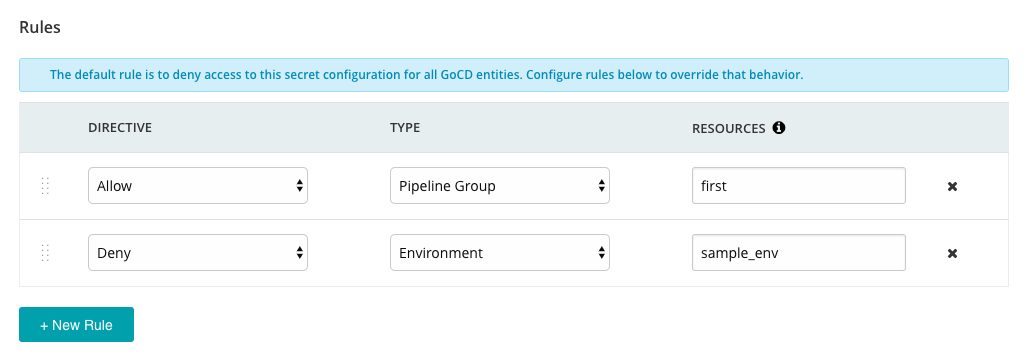 Rules
The default rule is to deny access to this secret configuration for all GoCD entities. Configure rules below to override that behavior.
DIRECTIVE TYPE RESOURCES
Allow Pipeline Group first
Deny Environment sample_env
+ New Rule